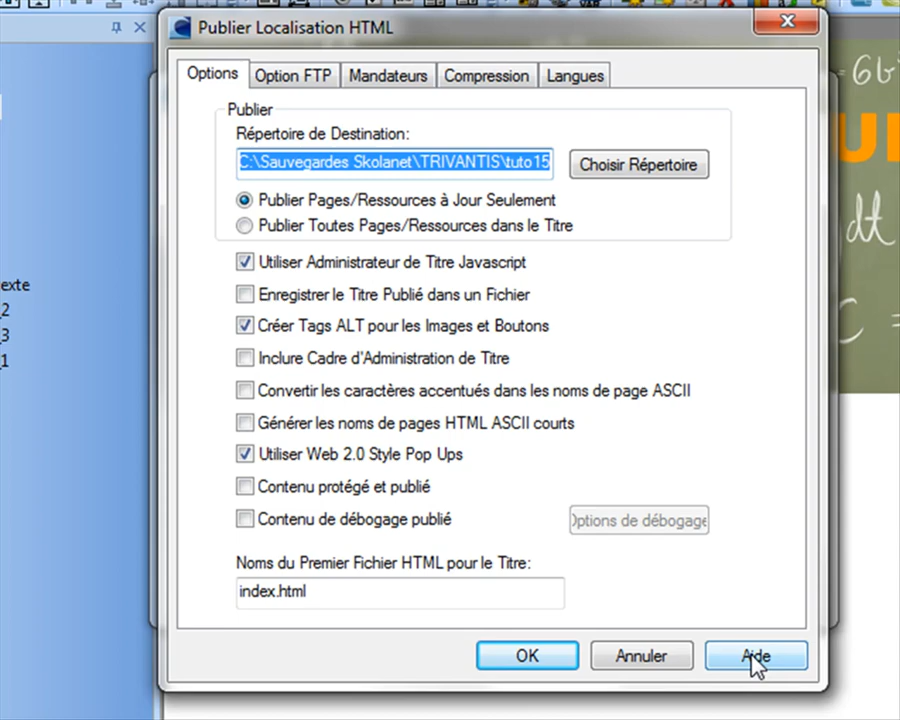 Publier Localisation HTML
Options
Option FTP
Mandateurs
Compression
Langues
Publier
Répertoire de Destination:
C:\Sauvegardes Skolanet\TRIVANTIS\tuto15
Choisir Répertoire
Publier Pages/Ressources à Jour Seulement
Publier Toutes Pages/Ressources dans le Titre
Utiliser Administrateur de Titre Javascript
Enregistrer le Titre Publié dans un Fichier
Créer Tags ALT pour les Images et Boutons
Inclure Cadre d'Administration de Titre
Convertir les caractères accentués dans les noms de page ASCII
Générer les noms de pages HTML ASCII courts
Utiliser Web 2.0 Style Pop Ups
Contenu protégé et publié
Contenu de débogage publié
Options de débogage
Noms du Premier Fichier HTML pour le Titre:
index.html
OK
Annuler
Aide
exte
_2
_3
_1
= 6b
dt
C =